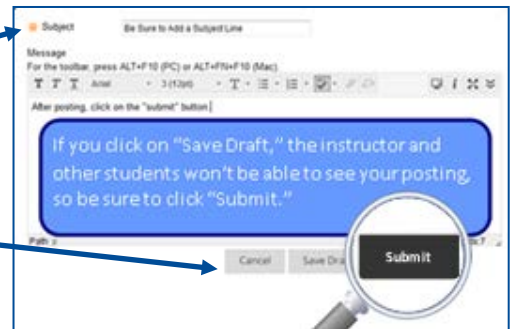 Subject Be Sure to Add a Subject Line
Message
For the toolbar, press ALT+F10 (PC) or ALT+FN+F10 (Mac).
T T T Arial 3 (12pt) T
After posting, click on the "submit" button
If you click on "Save Draft," the instructor and
other students won't be able to see your posting,
so be sure to click "Submit."
Path: p
Cancel Save Dra Submit